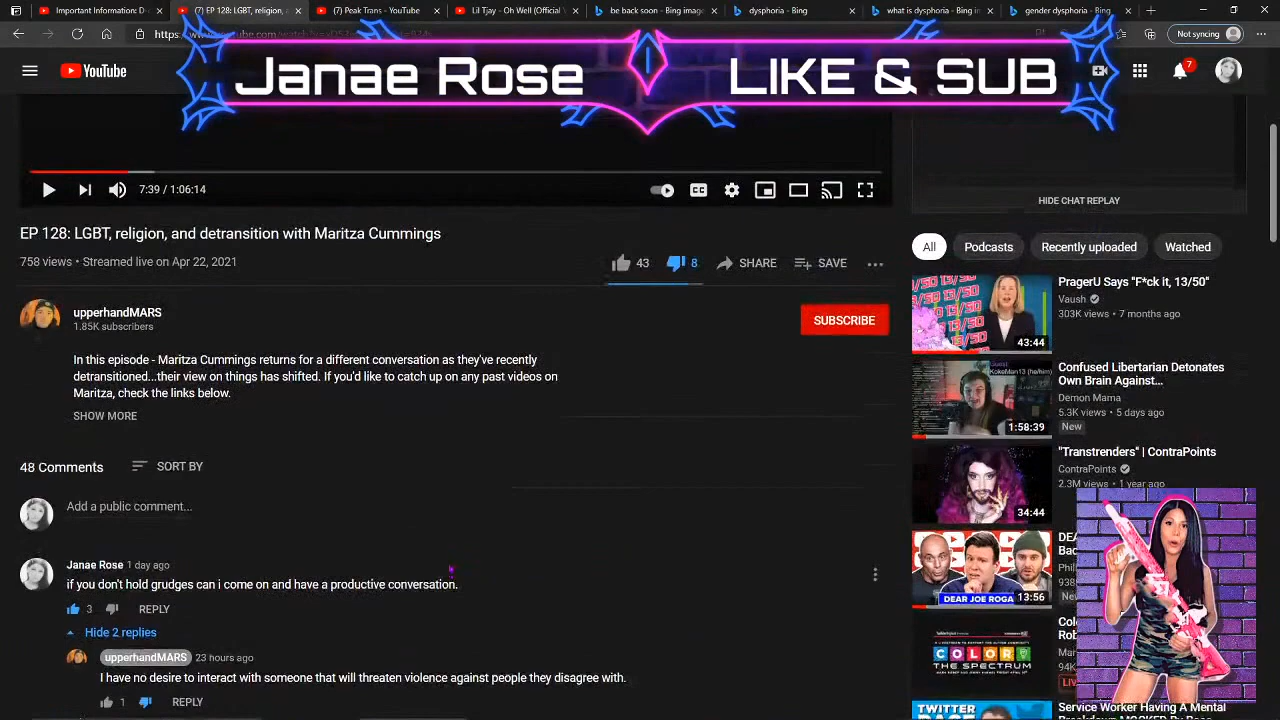 Important Information: D
(7) EP 128: LGBT, religion, a
(7) Peak Trans - YouTube
Lil Tjay - Oh Well (Official
be back soon - Bing imag
dysphoria - Bing
what is dysphoria - Bing im
gender dysphoria - Bing
Not syncing
Janae Rose
LIKE & SUB
YouTube
7
7:39 / 1:06:14
CC
HIDE CHAT REPLAY
EP 128: LGBT, religion, and detransition with Maritza Cummings
758 views • Streamed live on Apr 22, 2021
43
8
SHARE
SAVE
All
Podcasts
Recently uploaded
Watched
upperhandMARS
1.85K subscribers
SUBSCRIBE
In this episode - Maritza Cummings returns for a different conversation as they've recently
detransitioned
their view on things has
If you'd like to catch up on any past videos on
Maritza, check the links below
SHOW MORE
48 Comments
SORT BY
Add a public comment...
Janae Rose 1 day ago
if you don't hold grudges can i come on and have a productive conversation.
3
REPLY
Hide 2 replies
upperhandMARS 23 hours ago
I have no desire to interact with someone that will threaten violence against people they disagree with.
1
REPLY
13/50
43:44
PragerU Says "F*ck it, 13/50"
Vaush
303K views • 7 months ago
KokeMan13 (he/him)
1:58:39
Confused Libertarian Detonates
Own Brain Against...
Demon Mama
5.3K views • 5 days ago
New
34:44
"Transtrenders" | ContraPoints
ContraPoints
2.3M views • 1 year ago
DEAR JOE ROGA
13:56
COLOR
THE SPECTRUM
TWITTER
Service Worker Having A Mental